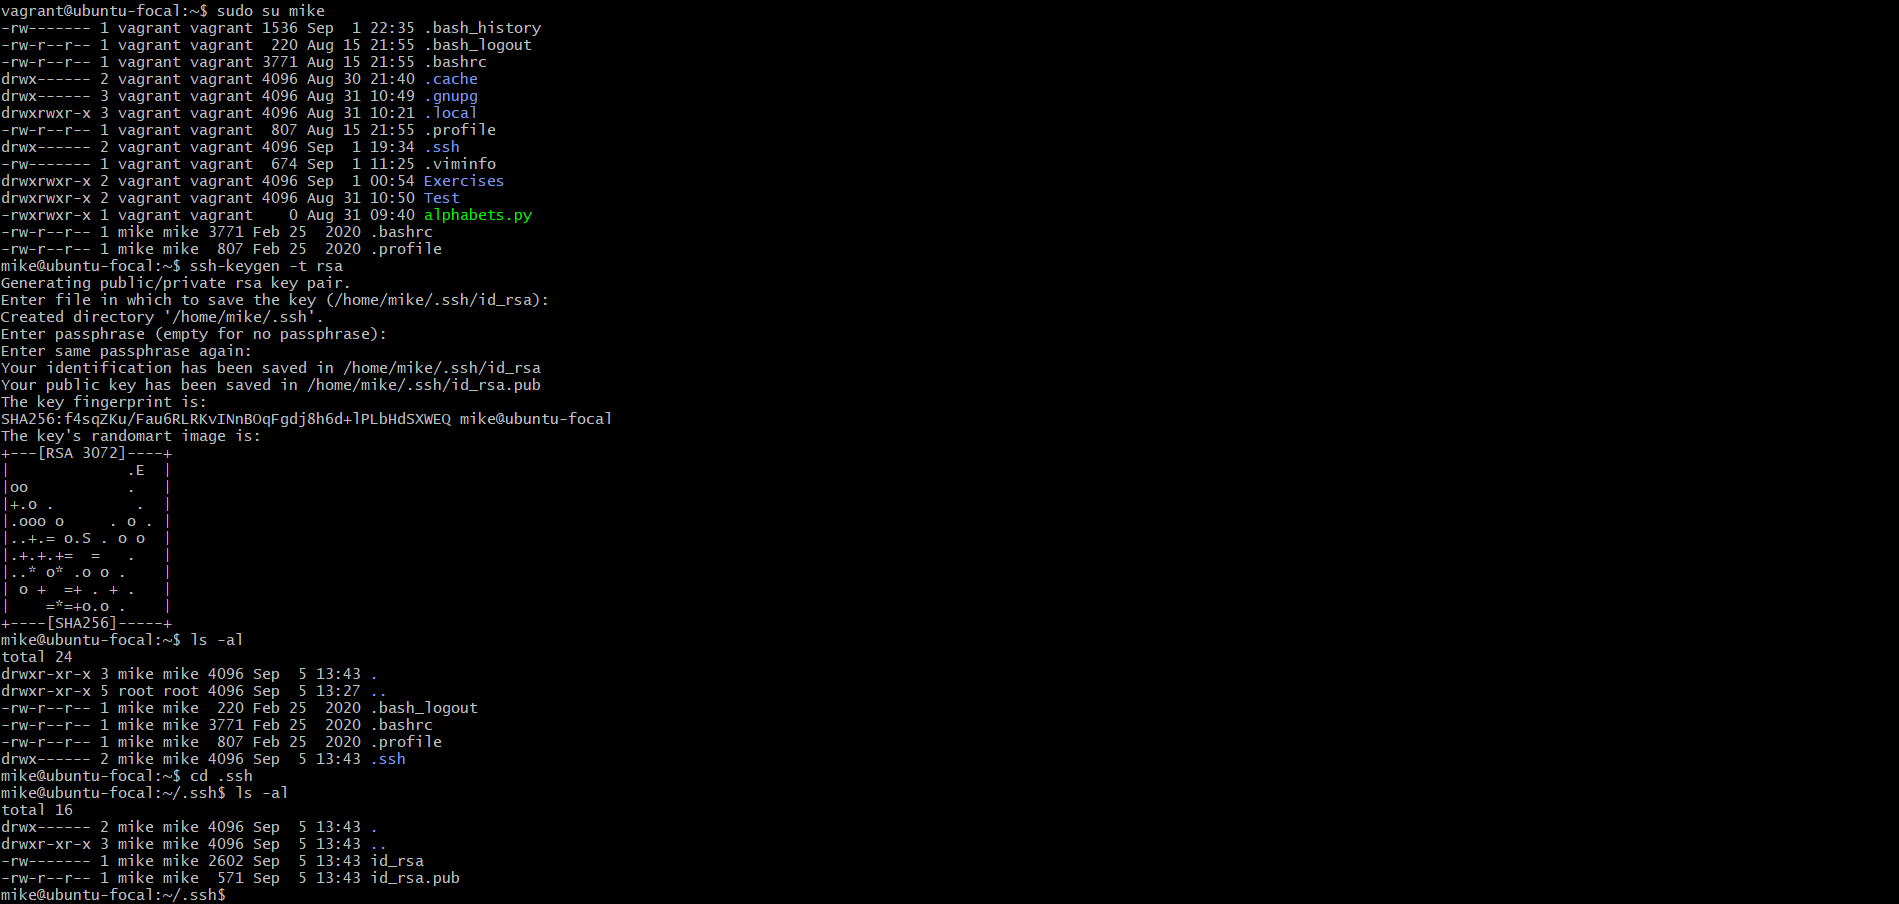 vagrant@ubuntu-focal:~$ sudo su mike
-rw------- 1 vagrant vagrant 1536 Sep  1 22:35 .bash_history
-rw-r--r-- 1 vagrant vagrant  220 Aug 15 21:55 .bash_logout
-rw-r--r-- 1 vagrant vagrant 3771 Aug 15 21:55 .bashrc
drwx------ 2 vagrant vagrant 4096 Aug 30 21:40 .cache
drwx------ 3 vagrant vagrant 4096 Aug 31 10:49 .gnupg
drwxrwxr-x 3 vagrant vagrant 4096 Aug 31 10:21 .local
-rw-r--r-- 1 vagrant vagrant  807 Aug 15 21:55 .profile
drwx------ 2 vagrant vagrant 4096 Sep  1 19:34 .ssh
-rw------- 1 vagrant vagrant  674 Sep  1 11:25 .viminfo
drwxrwxr-x 2 vagrant vagrant 4096 Sep  1 00:54 Exercises
drwxrwxr-x 2 vagrant vagrant 4096 Aug 31 10:50 Test
-rwxrwxr-x 1 vagrant vagrant    0 Aug 31 09:40 alphabets.py
-rw-r--r-- 1 mike mike 3771 Feb 25  2020 .bashrc
-rw-r--r-- 1 mike mike  807 Feb 25  2020 .profile
mike@ubuntu-focal:~$ ssh-keygen -t rsa
Generating public/private rsa key pair.
Enter file in which to save the key (/home/mike/.ssh/id_rsa):
Created directory '/home/mike/.ssh'.
Enter passphrase (empty for no passphrase):
Enter same passphrase again:
Your identification has been saved in /home/mike/.ssh/id_rsa
Your public key has been saved in /home/mike/.ssh/id_rsa.pub
The key fingerprint is:
SHA256:f4sqZKu/Fau6RLRKvINnBOqFgdj8h6d+lPLbHdSXWEQ mike@ubuntu-focal
The key's randomart image is:
+---[RSA 3072]----+
|             .E  |
|oo           .   |
|+.o .         .  |
|.ooo o     . o . |
|..+.= o.S . o o  |
|.+.+.+=  =   .   |
|..* o* .o o .    |
| o +  =+ . + .   |
|    =*=+o.o .    |
+----[SHA256]-----+
mike@ubuntu-focal:~$ ls -al
total 24
drwxr-xr-x 3 mike mike 4096 Sep  5 13:43 .
drwxr-xr-x 5 root root 4096 Sep  5 13:27 ..
-rw-r--r-- 1 mike mike  220 Feb 25  2020 .bash_logout
-rw-r--r-- 1 mike mike 3771 Feb 25  2020 .bashrc
-rw-r--r-- 1 mike mike  807 Feb 25  2020 .profile
drwx------ 2 mike mike 4096 Sep  5 13:43 .ssh
mike@ubuntu-focal:~$ cd .ssh
mike@ubuntu-focal:~/.ssh$ ls -al
total 16
drwx------ 2 mike mike 4096 Sep  5 13:43 .
drwxr-xr-x 3 mike mike 4096 Sep  5 13:43 ..
-rw------- 1 mike mike 2602 Sep  5 13:43 id_rsa
-rw-r--r-- 1 mike mike  571 Sep  5 13:43 id_rsa.pub
mike@ubuntu-focal:~/.ssh$